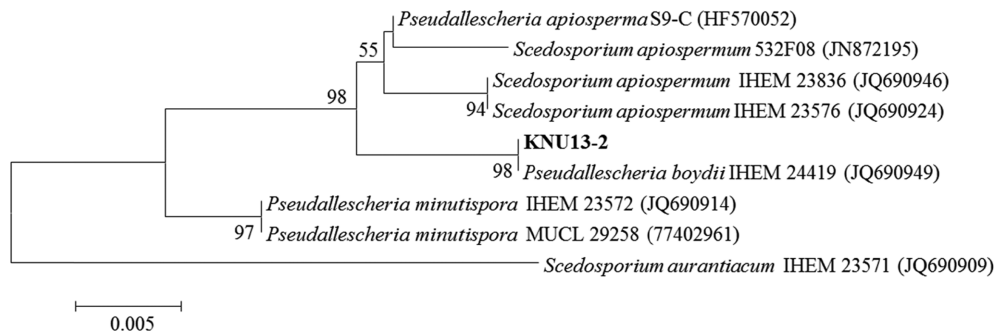 Pseudallescheria apiosperma S9-C (HF570052)
55
Scedosporium apiospermum 532F08 (JN872195)
Scedosporium apiospermum IHEM 23836 (JQ690946)
98
94
Scedosporium apiospermum IHEM 23576 (JQ690924)
KNU13-2
98
Pseudallescheria boydii IHEM 24419 (JQ690949)
Pseudallescheria minutispora IHEM 23572 (JQ690914)
97
Pseudallescheria minutispora MUCL 29258 (77402961)
Scedosporium aurantiacum IHEM 23571 (JQ690909)
0.005